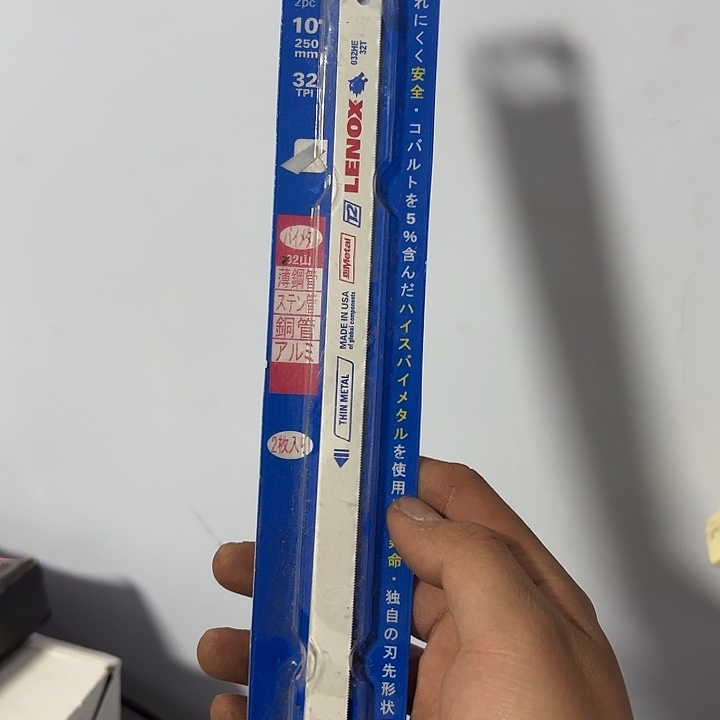 2pc
10"
250
mm
32
TPI
バイメタル
32山
薄鋼管
ステン管
銅管
アルミ
2枚入り
032HE
32T
LENOX
T2
BiMetal
MADE IN USA
of global components
THIN METAL
れにくく安全・コバルトを5%含んだハイスバイメタルを使用
命・独自の刃先形状